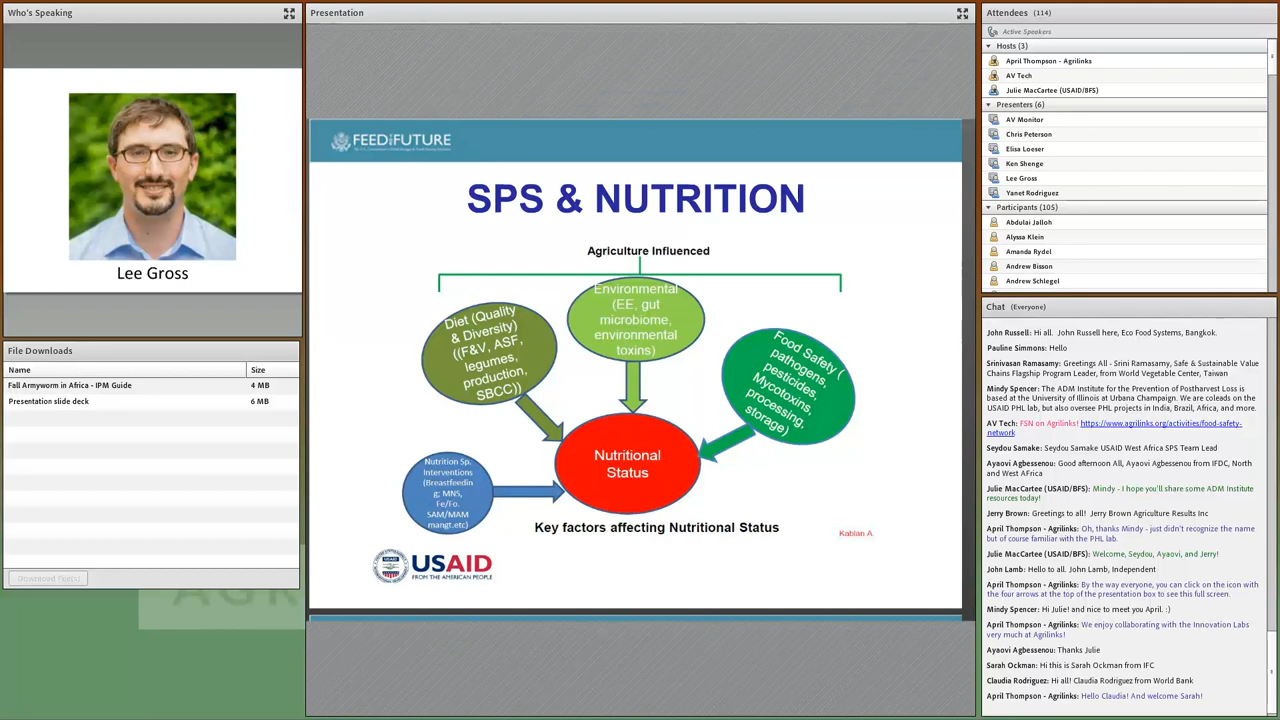 Who's Speaking
Lee Gross
File Downloads
Name Size
Fall Armyworm in Africa - IPM Guide 4 MB
Presentation slide deck 6 MB
Download File(s)
Presentation
FEED THE FUTURE
SPS & NUTRITION
Agriculture Influenced
Diet (Quality
& Diversity)
((F&V, ASF,
legumes,
production,
SBCC))
Environmental
(EE, gut
microbiome,
environmental
toxins)
Food Safety (
pathogens,
pesticides,
Mycotoxins,
processing,
storage)
Nutrition Sp.
Interventions
(Breastfeedin
g; MNS,
Fe/Fo.
SAM/MAM
mangt.etc)
Nutritional
Status
Key factors affecting Nutritional Status
Kablan A.
USAID
FROM THE AMERICAN PEOPLE
Attendees (114)
Active Speakers
Hosts (3)
April Thompson - Agrilinks
AV Tech
Julie MacCartee (USAID/BFS)
Presenters (6)
AV Monitor
Chris Peterson
Elisa Loeser
Ken Shenge
Lee Gross
Yanet Rodriguez
Participants (105)
Abdulai Jalloh
Alyssa Klein
Amanda Rydel
Andrew Bisson
Andrew Schlegel
Chat (Everyone)
John Russell: Hi all. John Russell here, Eco Food Systems, Bangkok.
Pauline Simmons: Hello
Srinivasan Ramasamy: Greetings All - Srini Ramasamy, Safe & Sustainable Value
Chains Flagship Program Leader, from World Vegetable Center, Taiwan
Mindy Spencer: The ADM Institute for the Prevention of Postharvest Loss is
based at the University of Illinois at Urbana Champaign. We are coleads on the
USAID PHL lab, but also oversee PHL projects in India, Brazil, Africa, and more.
AV Tech: FSN on Agrilinks! https://www.agrilinks.org/activities/food-safety-
network
Seydou Samake: Seydou Samake USAID West Africa SPS Team Lead
Ayaovi Agbessenou: Good afternoon All, Ayaovi Agbessenou from IFDC, North
and West AFrica
Julie MacCartee (USAID/BFS): Mindy - I hope you'll share some ADM Institute
resources today!
Jerry Brown: Greetings to all! Jerry Brown Agriculture Results Inc
April Thompson - Agrilinks: Oh, thanks Mindy - just didn't recognize the name
but of course familiar with the PHL lab.
Julie MacCartee (USAID/BFS): Welcome, Seydou, Ayaovi, and Jerry!
John Lamb: Hello to all. John Lamb, Independent
April Thompson - Agrilinks: By the way everyone, you can click on the icon with
the four arrows at the top of the presentation box to see this full screen.
Mindy Spencer: Hi Julie! and nice to meet you April. :)
April Thompson - Agrilinks: We enjoy collaborating with the Innovation Labs
very much at Agrilinks!
Ayaovi Agbessenou: Thanks Julie
Sarah Ockman: Hi this is Sarah Ockman from IFC
Claudia Rodriguez: Hi all! Claudia Rodriguez from World Bank
April Thompson - Agrilinks: Hello Claudia! And welcome Sarah!